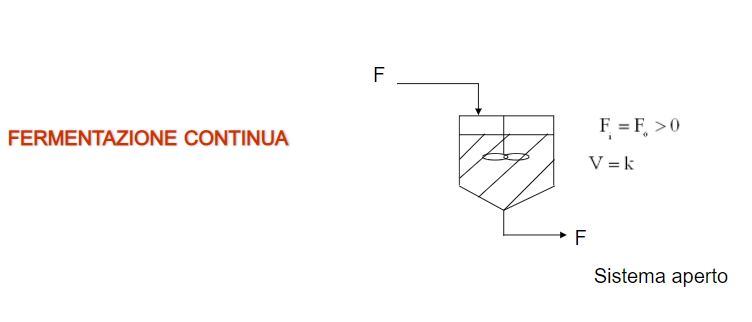 F
FERMENTAZIONE CONTINUA
Fᵢ = Fₒ > 0
V = k
F
Sistema aperto